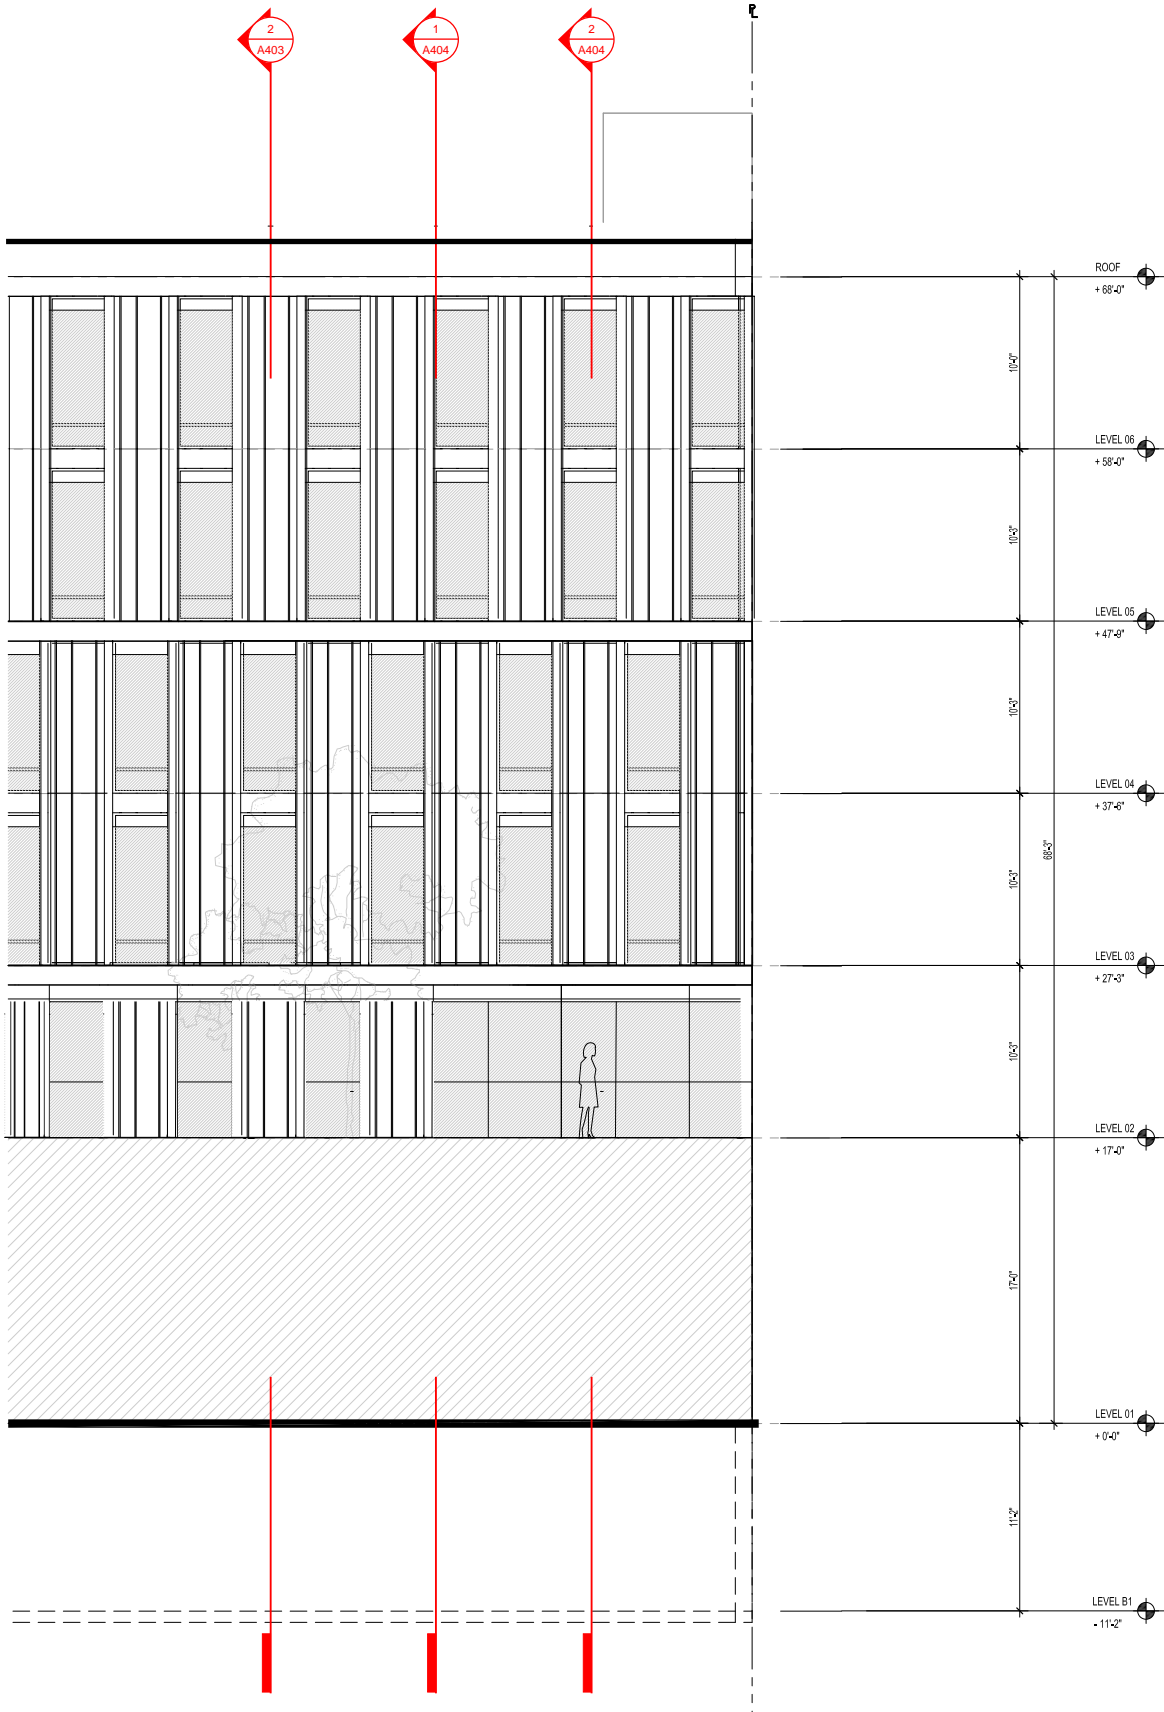 2
A403
1
A404
2
A404
PL
ROOF
+ 68'-0"
10'-0"
LEVEL 06
+ 58'-0"
10'-3"
LEVEL 05
+ 47'-9"
10'-3"
LEVEL 04
+ 37'-6"
68'-3"
10'-3"
LEVEL 03
+ 27'-3"
10'-3"
LEVEL 02
+ 17'-0"
17'-0"
LEVEL 01
+ 0'-0"
11'-2"
LEVEL B1
- 11'-2"